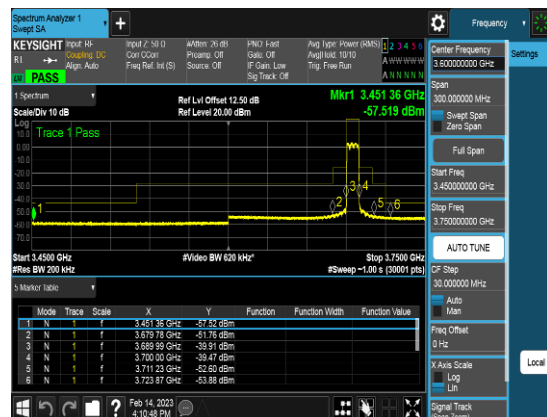 Spectrum Analyzer 1
Swept SA
+
Frequency
KEYSIGHT
Input: RF
Coupling: DC
Align: Auto
Input Z: 50 Ω
Corr CCorr
Freq Ref: Int (S)
#Atten: 26 dB
Preamp: Off
Source: Off
PNO: Fast
Gate: Off
IF Gain: Low
Sig Track: Off
Avg Type: Power (RMS)
Avg|Hold: 10/10
Trig: Free Run
1 2 3 4 5 6
A W W W W W
A N N N N N
PASS
1 Spectrum
Scale/Div 10 dB
Ref Lvl Offset 12.50 dB
Ref Level 20.00 dBm
Mkr1 3.451 36 GHz
-57.519 dBm
Log
Trace 1 Pass
10.0
0.00
-10.0
-20.0
-30.0
-40.0
-50.0
-60.0
-70.0
1
2
3
4
5
6
Start 3.4500 GHz
#Res BW 200 kHz
#Video BW 620 kHz*
Stop 3.7500 GHz
#Sweep ~1.00 s (30001 pts)
5 Marker Table
Mode Trace Scale X Y Function Function Width Function Value
1 N 1 f 3.451 36 GHz -57.52 dBm
2 N 1 f 3.679 78 GHz -51.76 dBm
3 N 1 f 3.689 99 GHz -39.91 dBm
4 N 1 f 3.700 00 GHz -39.47 dBm
5 N 1 f 3.711 23 GHz -52.60 dBm
6 N 1 f 3.723 87 GHz -53.88 dBm
?
Feb 14, 2023
4:10:48 PM
Center Frequency
3.600000000 GHz
Span
300.000000 MHz
Swept Span
Zero Span
Full Span
Start Freq
3.450000000 GHz
Stop Freq
3.750000000 GHz
AUTO TUNE
CF Step
30.000000 MHz
Auto
Man
Freq Offset
0 Hz
X Axis Scale
Log
Lin
Signal Track
(Span Zoom)
Settings
Local